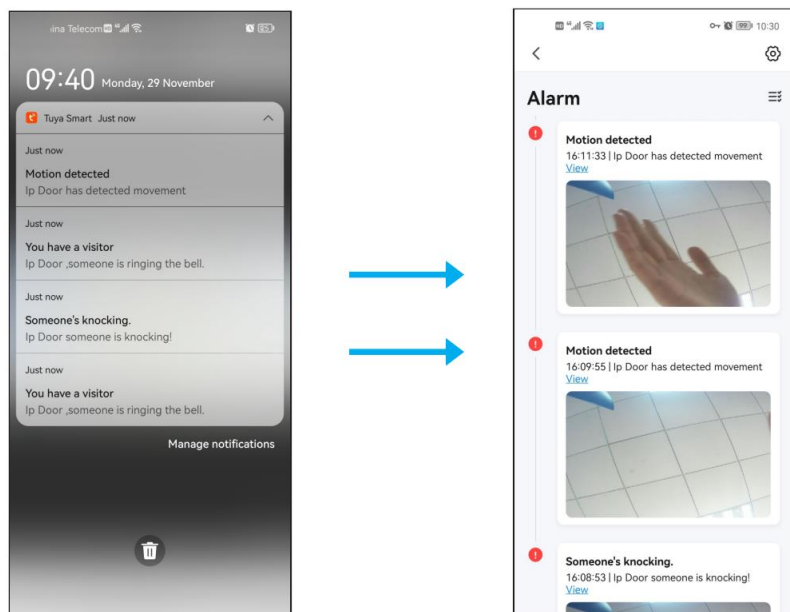 ina Telecom HD
09:40 Monday, 29 November
Tuya Smart Just now
Just now
Motion detected
Ip Door has detected movement
Just now
You have a visitor
Ip Door ,someone is ringing the bell.
Just now
Someone's knocking.
Ip Door someone is knocking!
Just now
You have a visitor
Ip Door ,someone is ringing the bell.
Manage notifications
99 10:30
Alarm
Motion detected
16:11:33 | Ip Door has detected movement
View
Motion detected
16:09:55 | Ip Door has detected movement
View
Someone's knocking.
16:08:53 | Ip Door someone is knocking!
View